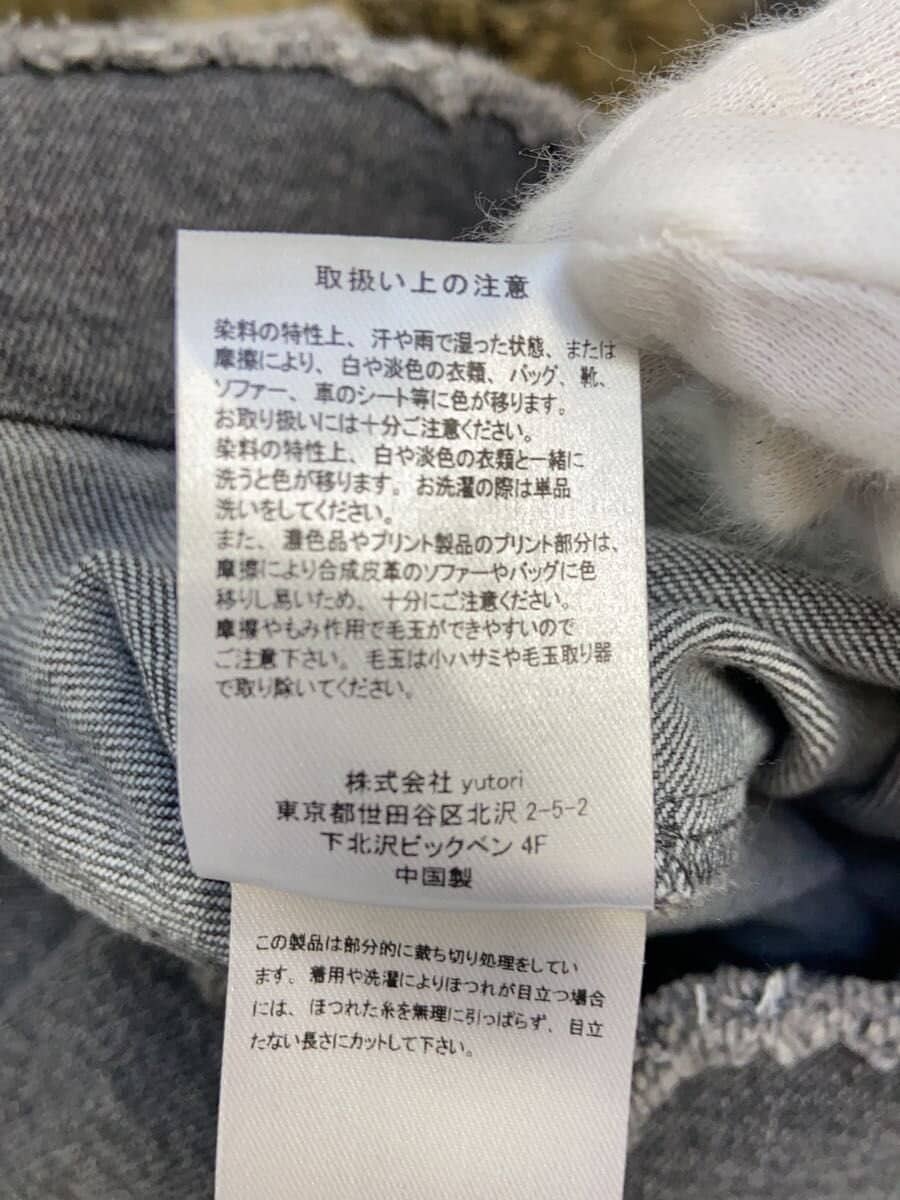 取扱い上の注意
染料の特性上、汗や雨で湿った状態、または
摩擦により、白や淡色の衣類、バッグ、靴、
ソファー、車のシート等に色が移ります。
お取り扱いには十分ご注意ください。
染料の特性上、白や淡色の衣類と一緒に
洗うと色が移ります。お洗濯の際は単品
洗いをしてください。
また、濃色品やプリント製品のプリント部分は、
摩擦により合成皮革のソファーやバッグに色
移りし易いため、十分にご注意ください。
摩擦やもみ作用で毛玉ができやすいので
ご注意下さい。毛玉は小ハサミや毛玉取り器
で取り除いてください。
株式会社 yutori
東京都世田谷区北沢 2-5-2
下北沢ビックベン 4F
中国製
この製品は部分的に裁ち切り処理をしてい
ます。着用や洗濯によりほつれが目立つ場合
には、ほつれた糸を無理に引っぱらず、目立
たない長さにカットして下さい。